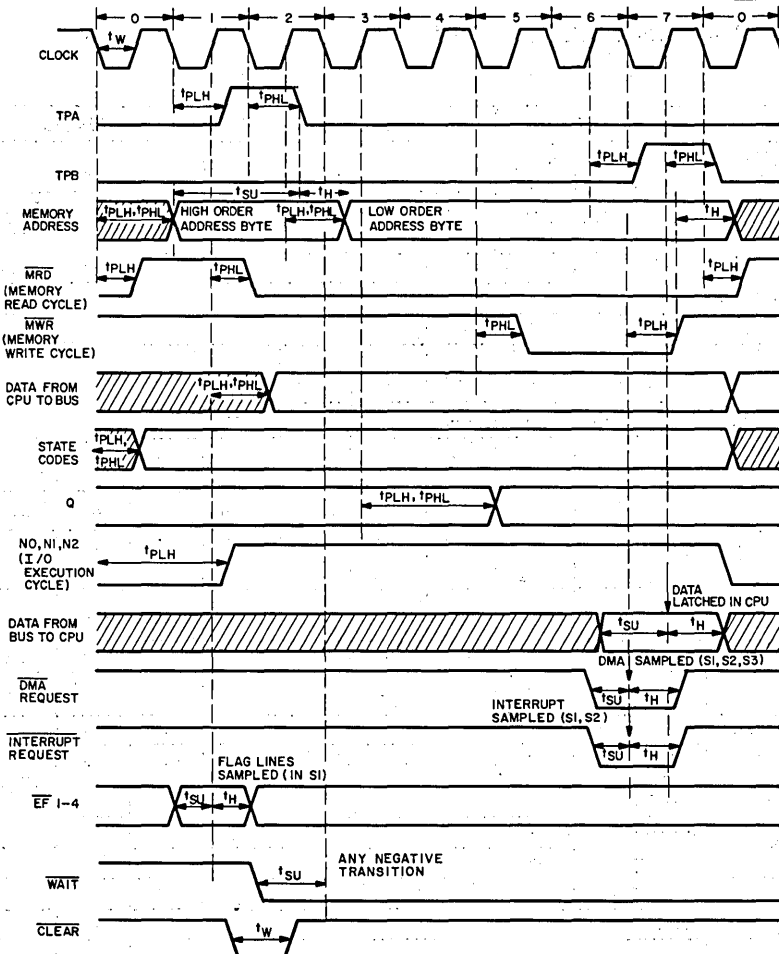 0 1 2 3 4 5 6 7 0
CLOCK tW
TPA tPLH tPHL
TPB tPLH tPHL
tSU tH
MEMORY ADDRESS tPLH, tPHL HIGH ORDER ADDRESS BYTE tPLH, tPHL LOW ORDER ADDRESS BYTE tH
MRD (MEMORY READ CYCLE) tPLH tPHL tPLH
MWR (MEMORY WRITE CYCLE) tPHL tPLH
DATA FROM CPU TO BUS tPLH, tPHL
STATE CODES tPLH, tPHL
Q tPLH, tPHL
N0, N1, N2 (I/O EXECUTION CYCLE) tPLH
DATA LATCHED IN CPU
DATA FROM BUS TO CPU tSU tH
DMA SAMPLED (S1, S2, S3)
DMA REQUEST tSU tH
INTERRUPT SAMPLED (S1, S2)
INTERRUPT REQUEST tSU tH
FLAG LINES SAMPLED (IN S1)
EF 1-4 tSU tH
WAIT tSU ANY NEGATIVE TRANSITION
CLEAR tW